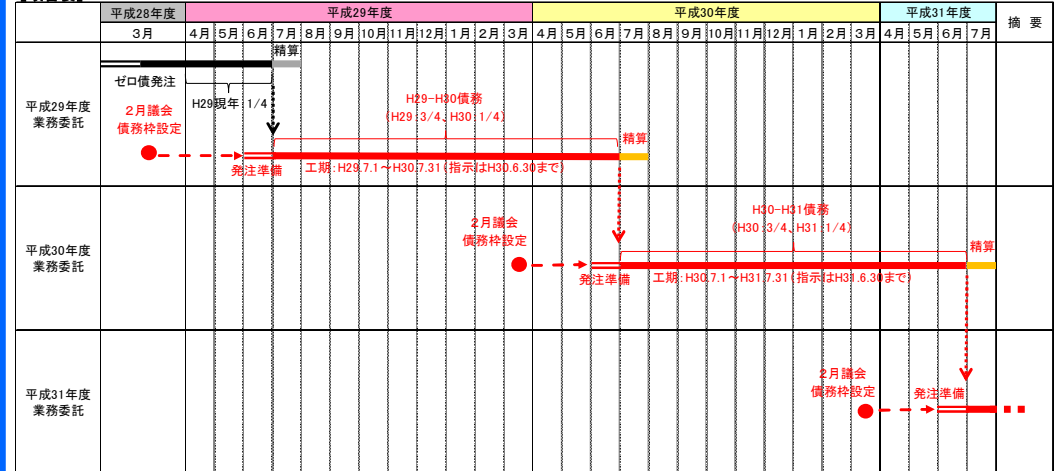 平成28年度 平成29年度 平成30年度 平成31年度 摘 要
3月 4月 5月 6月 7月 8月 9月 10月 11月 12月 1月 2月 3月 4月 5月 6月 7月 8月 9月 10月 11月 12月 1月 2月 3月 4月 5月 6月 7月
平成29年度
業務委託
精算
ゼロ債発注
H29現年 1/4
2月議会
債務枠設定
H29-H30債務
(H29:3/4、H30:1/4)
精算
発注準備
工期:H29.7.1～H30.7.31(指示はH30.6.30まで)
平成30年度
業務委託
2月議会
債務枠設定
H30-H31債務
(H30:3/4、H31:1/4)
精算
発注準備
工期:H30.7.1～H31.7.31(指示はH31.6.30まで)
平成31年度
業務委託
2月議会
債務枠設定
発注準備